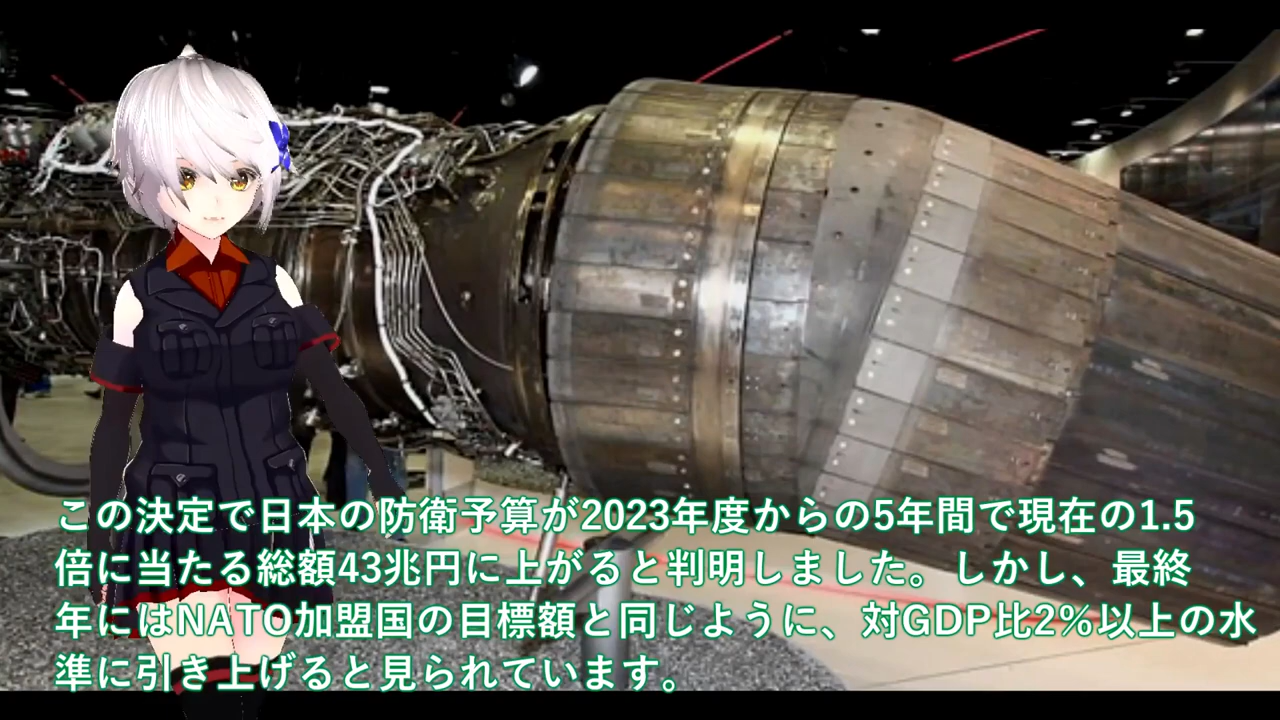 この決定で日本の防衛予算が2023年度からの5年間で現在の1.5
倍に当たる総額43兆円に上がると判明しました。しかし、最終
年にはNATO加盟国の目標額と同じように、対GDP比2%以上の水
準に引き上げると見られています。